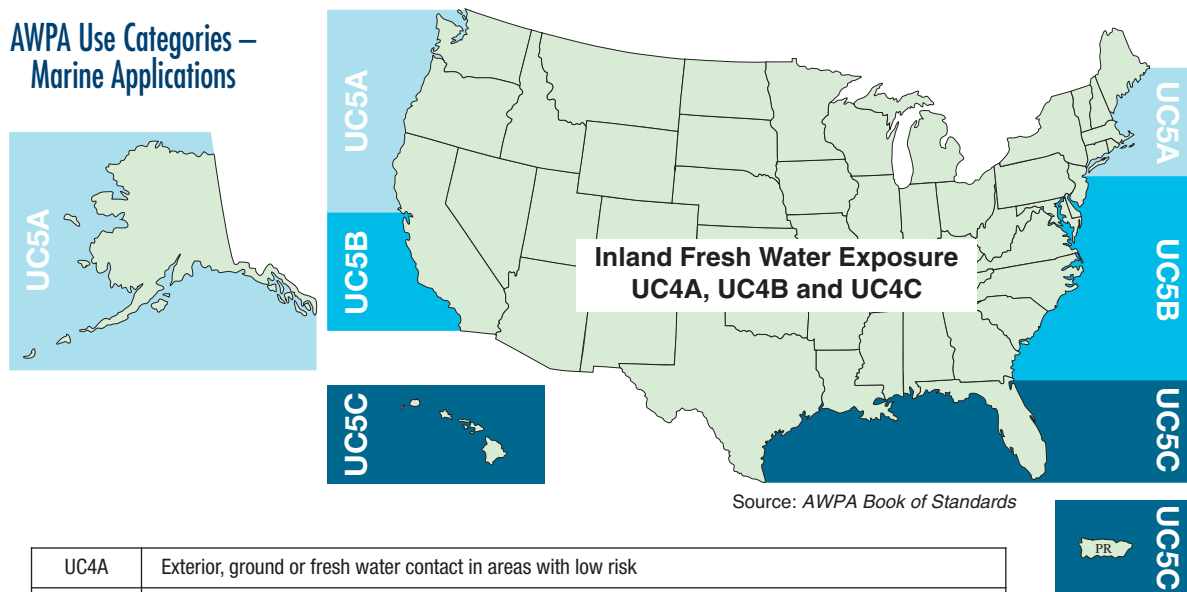 AWPA Use Categories –
Marine Applications
UC5A
UC5A
UC5A
UC5B
Inland Fresh Water Exposure
UC4A, UC4B and UC4C
UC5B
UC5C
UC5C
Source: AWPA Book of Standards
PR
UC5C
UC4A Exterior, ground or fresh water contact in areas with low risk